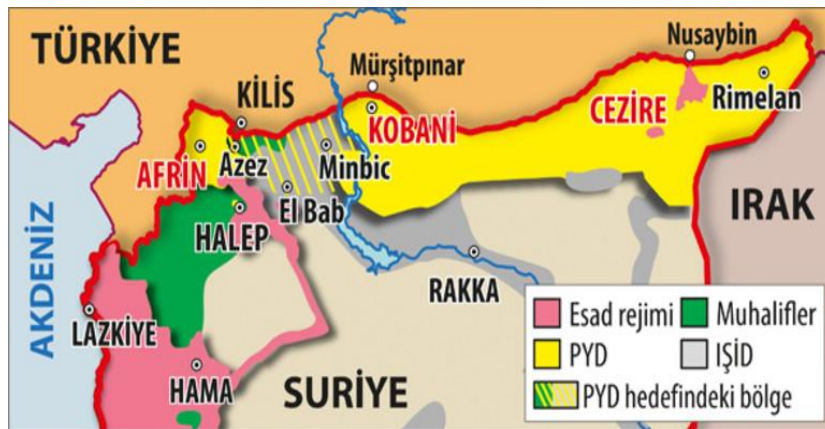 TÜRKİYE
Nusaybin
Mürşitpınar
KİLİS
CEZİRE
Rimelan
KOBANİ
AFRİN
Azez
Minbic
El Bab
IRAK
HALEP
AKDENİZ
RAKKA
LAZKİYE
HAMA
SURİYE
Esad rejimi
Muhalifler
PYD
IŞİD
PYD hedefindeki bölge